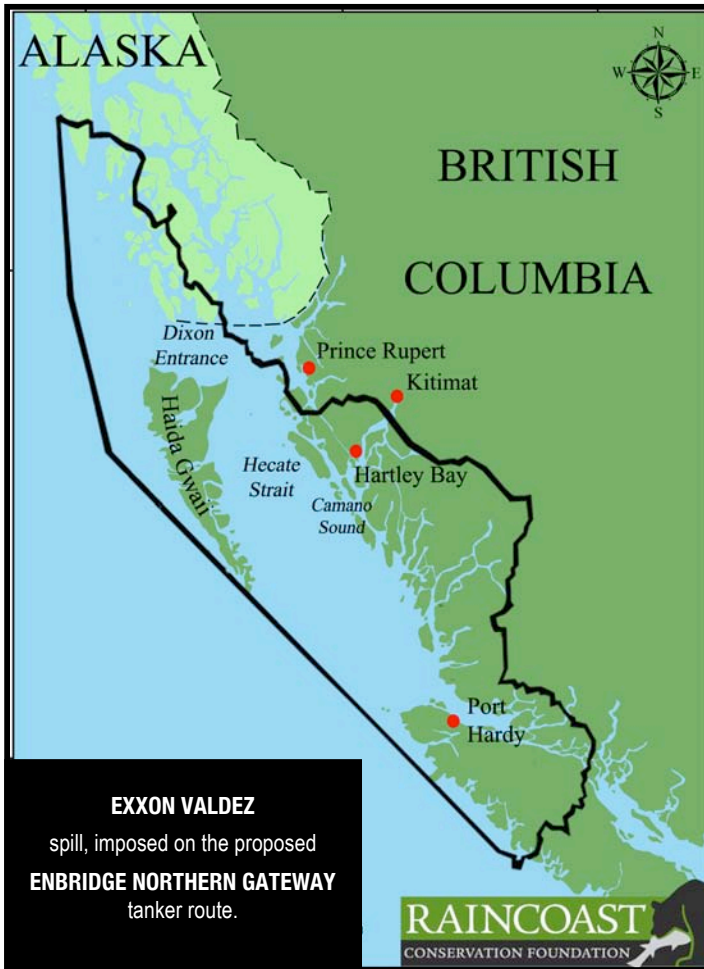 ALASKA
N
W E
S
BRITISH
COLUMBIA
Dixon
Entrance
Prince Rupert
Kitimat
Haida Gwaii
Hecate
Strait
Hartley Bay
Camano
Sound
Port
Hardy
EXXON VALDEZ
spill, imposed on the proposed
ENBRIDGE NORTHERN GATEWAY
tanker route.
RAINCOAST
CONSERVATION FOUNDATION